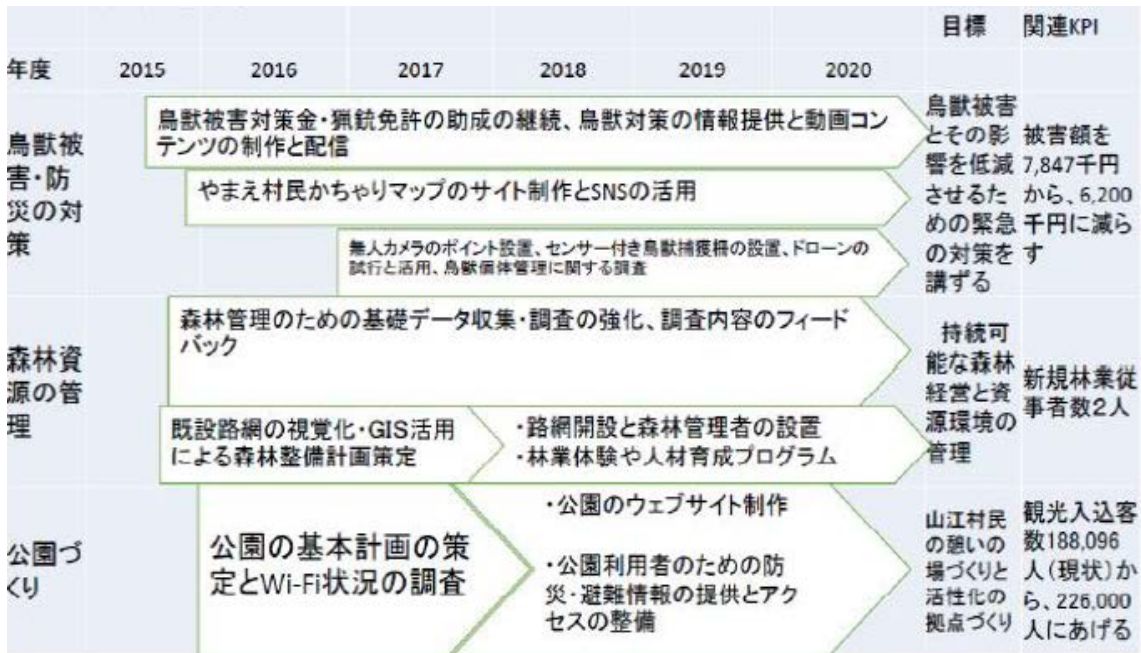 目標
関連KPI
年度
2015
2016
2017
2018
2019
2020
鳥獣被
害・防
災の対
策
鳥獣被害対策金・猟銃免許の助成の継続、鳥獣対策の情報提供と動画コン
テンツの制作と配信
やまえ村民かちゃりマップのサイト制作とSNSの活用
無人カメラのポイント設置、センサー付き鳥獣捕獲柵の設置、ドローンの
試行と活用、鳥獣個体管理に関する調査
鳥獣被害
とその影
響を低減
させるた
めの緊急
の対策を
講ずる
被害額を
7,847千円
から、6,200
千円に減ら
す
森林資
源の管
理
森林管理のための基礎データ収集・調査の強化、調査内容のフィード
バック
既設路網の視覚化・GIS活用
による森林整備計画策定
・路網開設と森林管理者の設置
・林業体験や人材育成プログラム
持続可
能な森林
経営と資
源環境の
管理
新規林業従
事者数2人
公園づ
くり
公園の基本計画の策
定とWi-Fi状況の調査
・公園のウェブサイト制作
・公園利用者のための防
災・避難情報の提供とアク
セスの整備
山江村民
の憩いの
場づくりと
活性化の
拠点づくり
観光入込客
数188,096
人(現状)か
ら、226,000
人にあげる